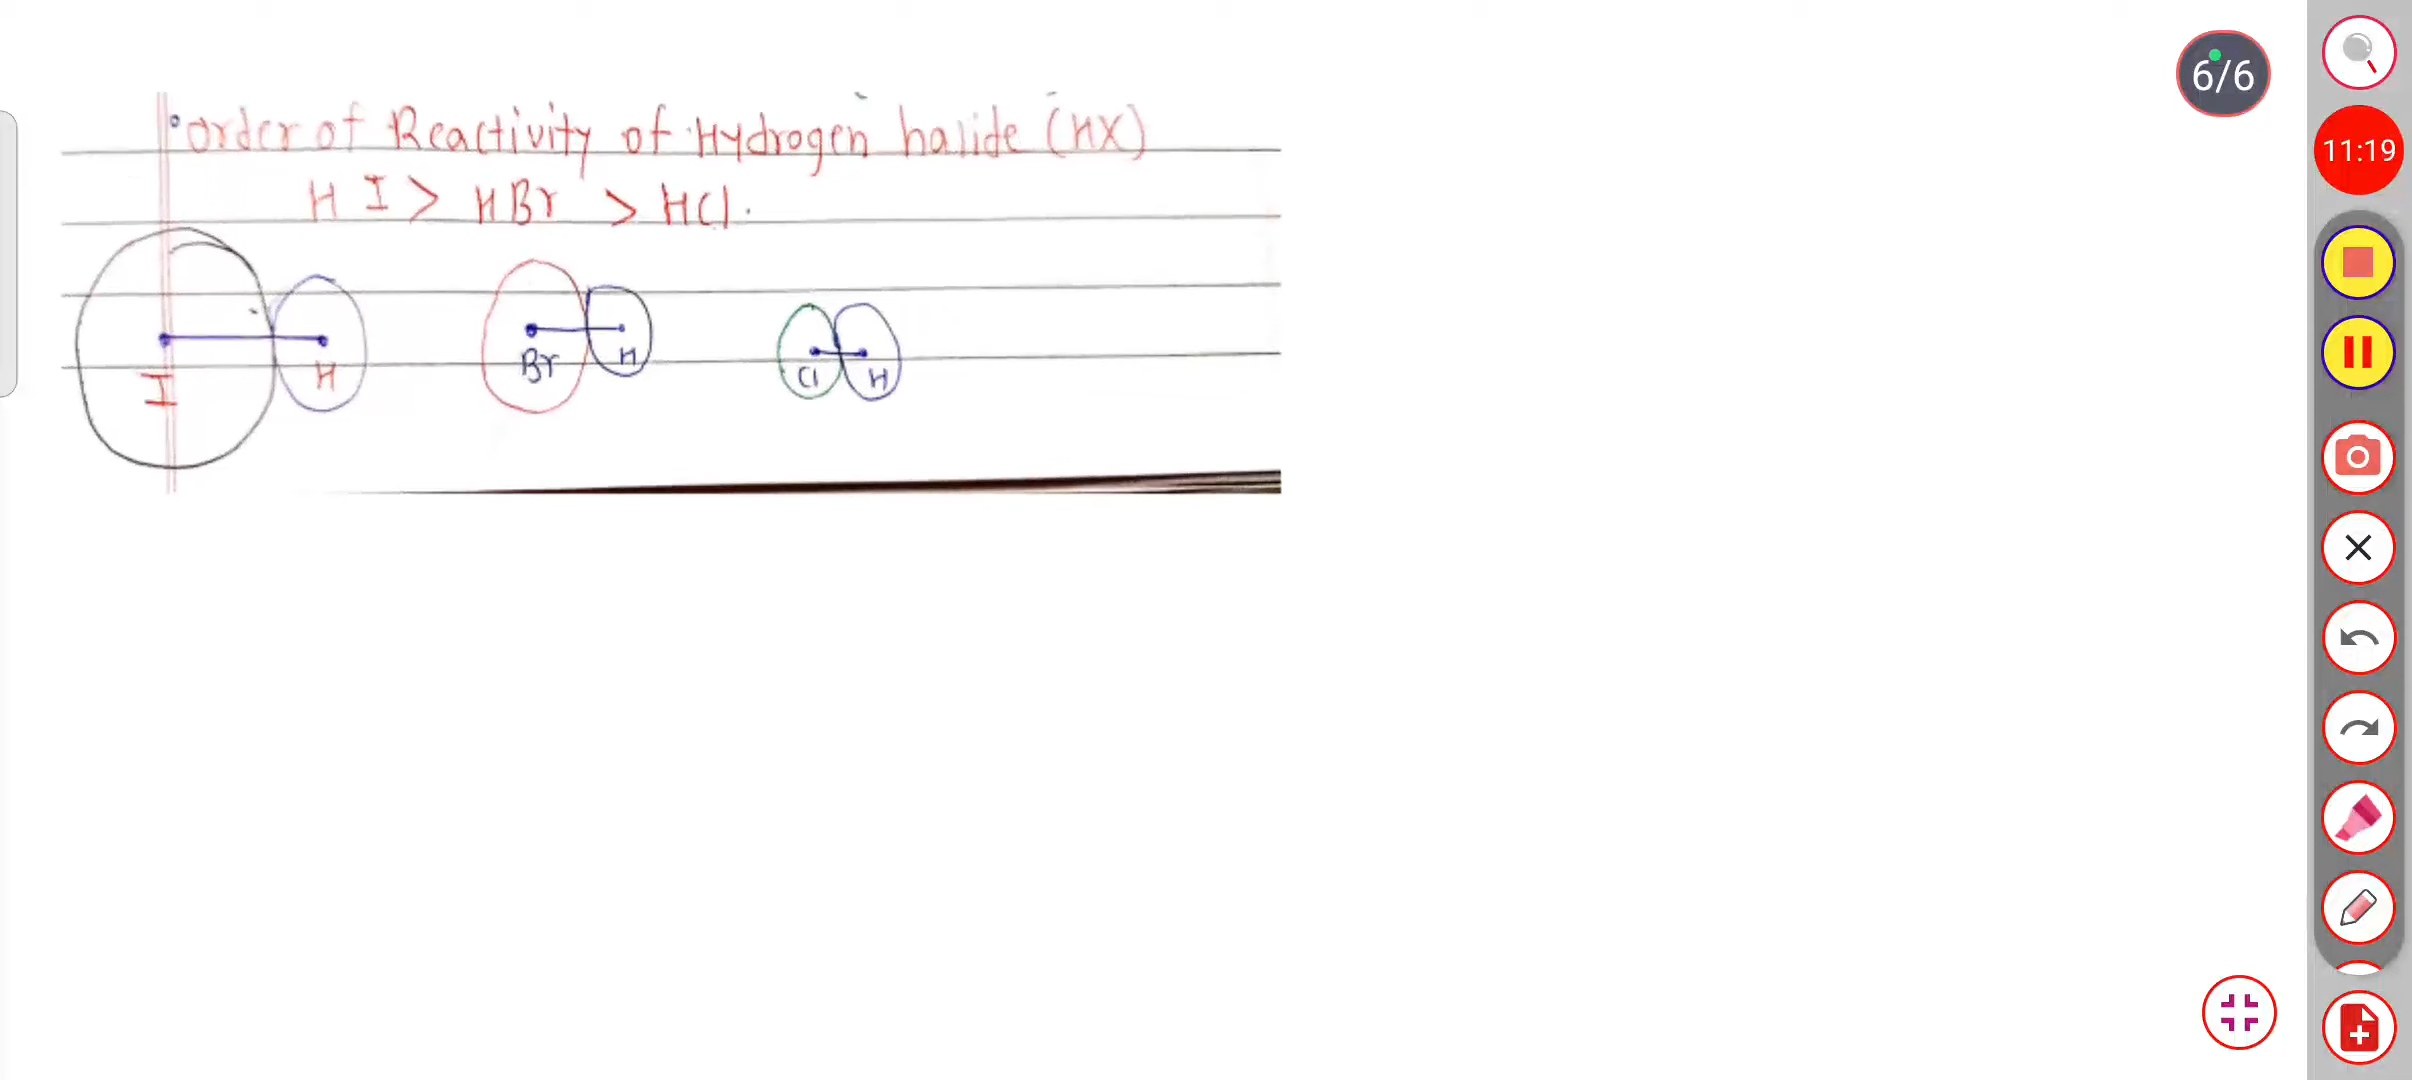 6/6
11:19
order of Reactivity of Hydrogen halide (HX)
HI > HBr > HCl.
I H Br H Cl H